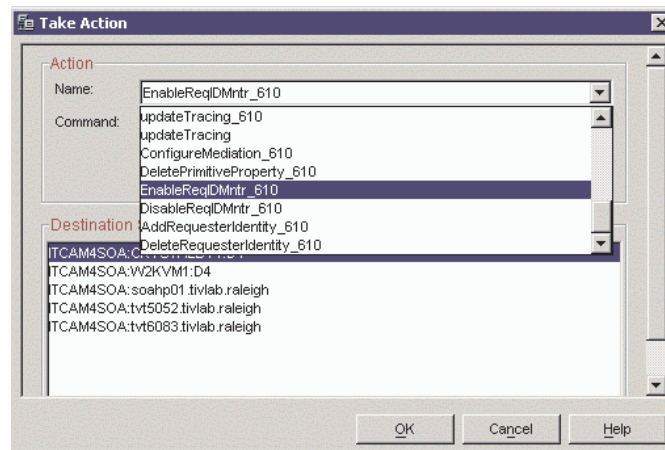 Take Action
Action
Name:
EnableReqIDMntr_610
Command:
updateTracing_610
updateTracing
ConfigureMediation_610
DeletePrimitiveProperty_610
EnableReqIDMntr_610
DisableReqIDMntr_610
AddRequesterIdentity_610
DeleteRequesterIdentity_610
Destination
ITCAM4SOA:W2KVM1:D4
ITCAM4SOA:soahp01.tivlab.raleigh
ITCAM4SOA:tvt5052.tivlab.raleigh
ITCAM4SOA:tvt6083.tivlab.raleigh
OK
Cancel
Help